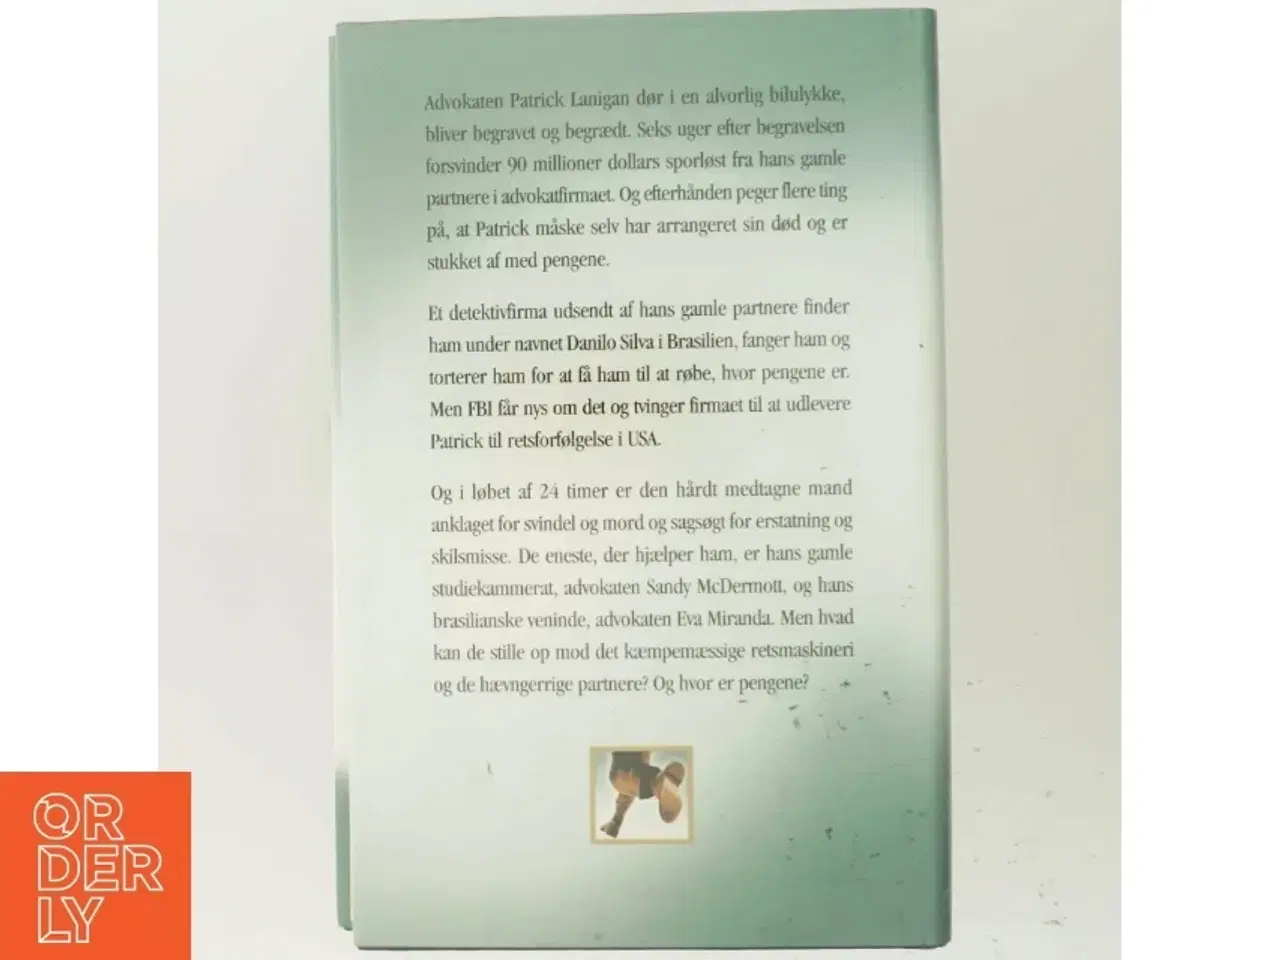 Advokaten Patrick Lanigan dør i en alvorlig bilulykke,
bliver begravet og begrædt. Seks uger efter begravelsen
forsvinder 90 millioner dollars sporløst fra hans gamle
partnere i advokatfirmaet. Og efterhånden peger flere ting
på, at Patrick måske selv har arrangeret sin død og er
stukket af med pengene.
Et detektivfirma udsendt af hans gamle partnere finder
ham under navnet Danilo Silva i Brasilien, fanger ham og
torterer ham for at få ham til at røbe, hvor pengene er.
Men FBI får nys om det og tvinger firmaet til at udlevere
Patrick til retsforfølgelse i USA.
Og i løbet af 24 timer er den hårdt medtagne mand
anklaget for svindel og mord og sagsøgt for erstatning og
skilsmisse. De eneste, der hjælper ham, er hans gamle
studiekammerat, advokaten Sandy McDermott, og hans
brasilianske veninde, advokaten Eva Miranda. Men hvad
kan de stille op mod det kæmpemæssige retsmaskineri
og de hævngerrige partnere? Og hvor er pengene?
OR
DER
LY